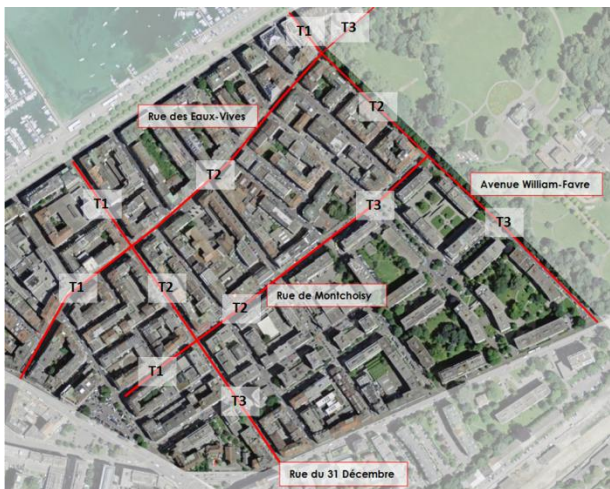 T1
T3
T2
Rue des Eaux-Vives
T2
Avenue William-Favre
T1
T3
T3
T1
T2
T2
Rue de Montchoisy
T1
T3
Rue du 31 Décembre